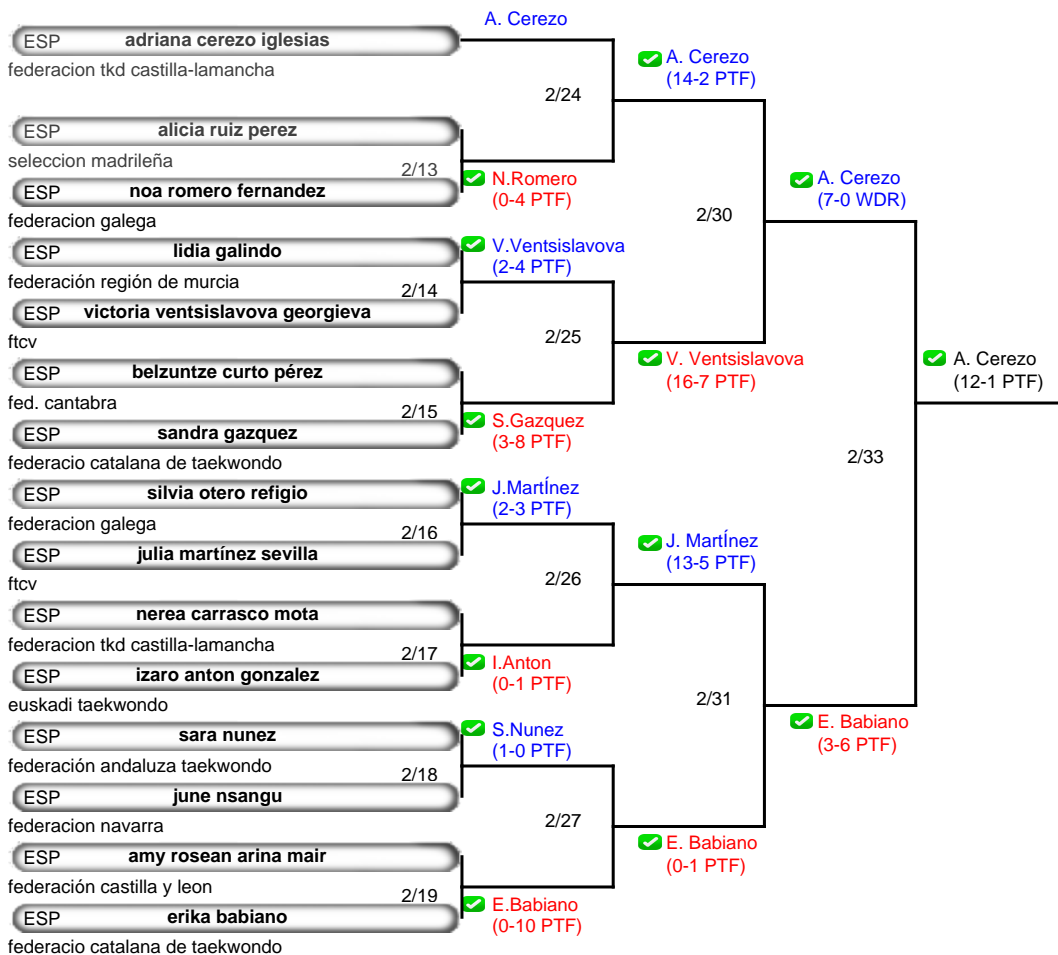 A. Cerezo
ESP adriana cerezo iglesias
federacion tkd castilla-lamancha
A. Cerezo
(14-2 PTF)
2/24
ESP alicia ruiz perez
seleccion madrileña
2/13
ESP noa romero fernandez
N.Romero
(0-4 PTF)
A. Cerezo
(7-0 WDR)
federacion galega
2/30
ESP lidia galindo
V.Ventsislavova
(2-4 PTF)
federación región de murcia
2/14
ESP victoria ventsislavova georgieva
ftcv
2/25
ESP belzuntze curto pérez
V. Ventsislavova
(16-7 PTF)
A. Cerezo
(12-1 PTF)
fed. cantabra
2/15
ESP sandra gazquez
S.Gazquez
(3-8 PTF)
federacio catalana de taekwondo
2/33
ESP silvia otero refigio
J.MartÍnez
(2-3 PTF)
federacion galega
2/16
ESP julia martínez sevilla
J. MartÍnez
(13-5 PTF)
ftcv
2/26
ESP nerea carrasco mota
federacion tkd castilla-lamancha
2/17
ESP izaro anton gonzalez
I.Anton
(0-1 PTF)
euskadi taekwondo
2/31
ESP sara nunez
S.Nunez
(1-0 PTF)
E. Babiano
(3-6 PTF)
federación andaluza taekwondo
2/18
ESP june nsangu
federacion navarra
2/27
ESP amy rosean arina mair
E. Babiano
(0-1 PTF)
federación castilla y leon
2/19
ESP erika babiano
E.Babiano
(0-10 PTF)
federacio catalana de taekwondo